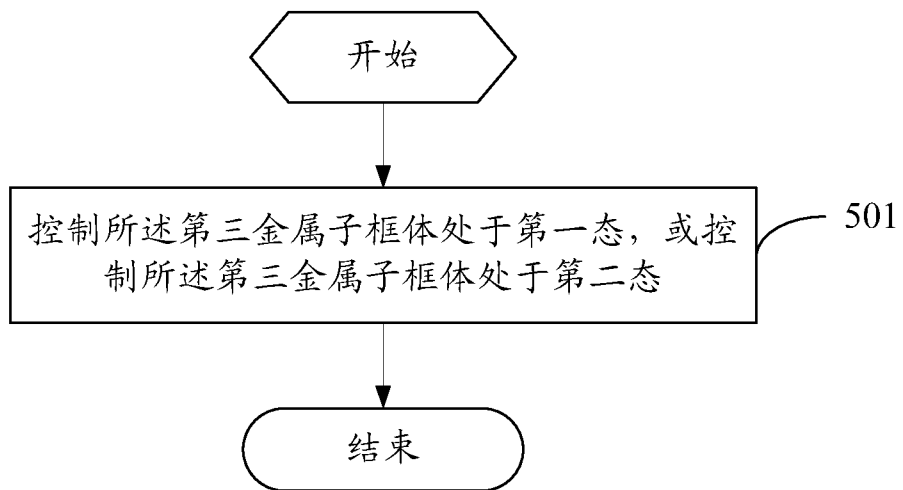 开始
控制所述第三金属子框体处于第一态，或控
制所述第三金属子框体处于第二态
501
结束